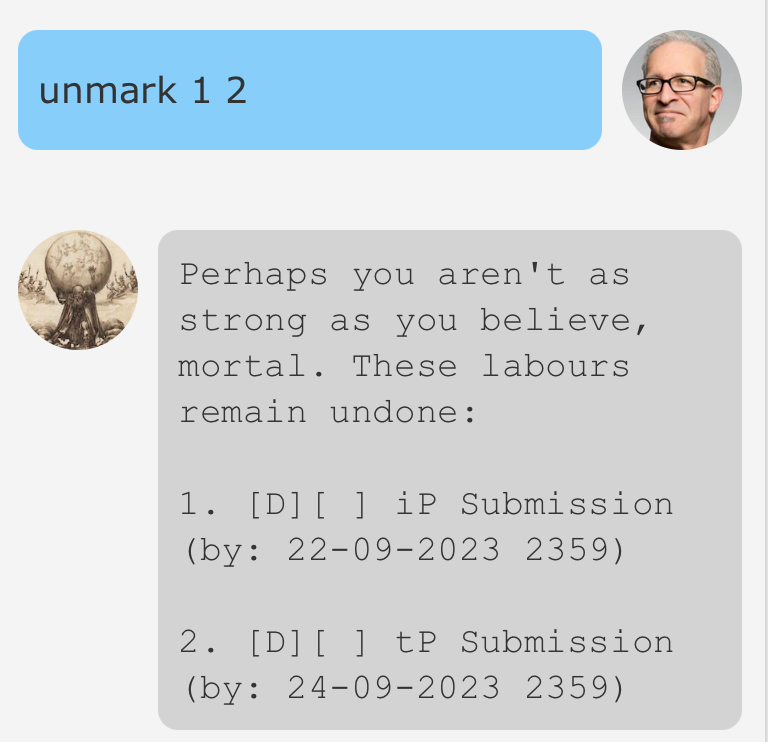 unmark 1 2
Perhaps you aren't as
strong as you believe,
mortal. These labours
remain undone:
1. [D][ ] iP Submission
(by: 22-09-2023 2359)
2. [D][ ] tP Submission
(by: 24-09-2023 2359)